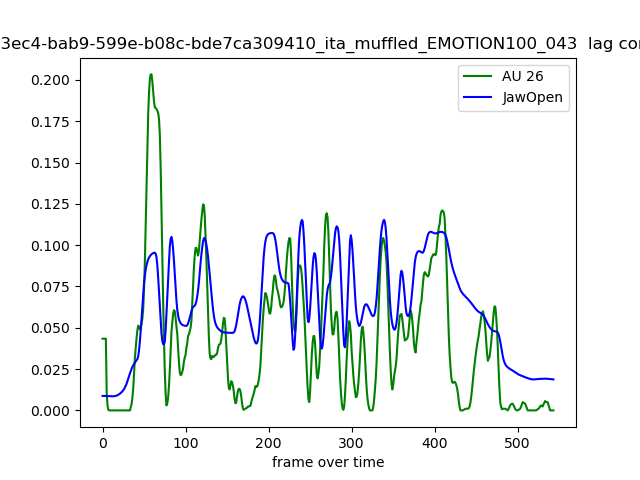 3ec4-bab9-599e-b08c-bde7ca309410_ita_muffled_EMOTION100_043 lag
AU 26
JawOpen
0.200
0.175
0.150
0.125
0.100
0.075
0.050
0.025
0.000
0 100 200 300 400 500
frame over time